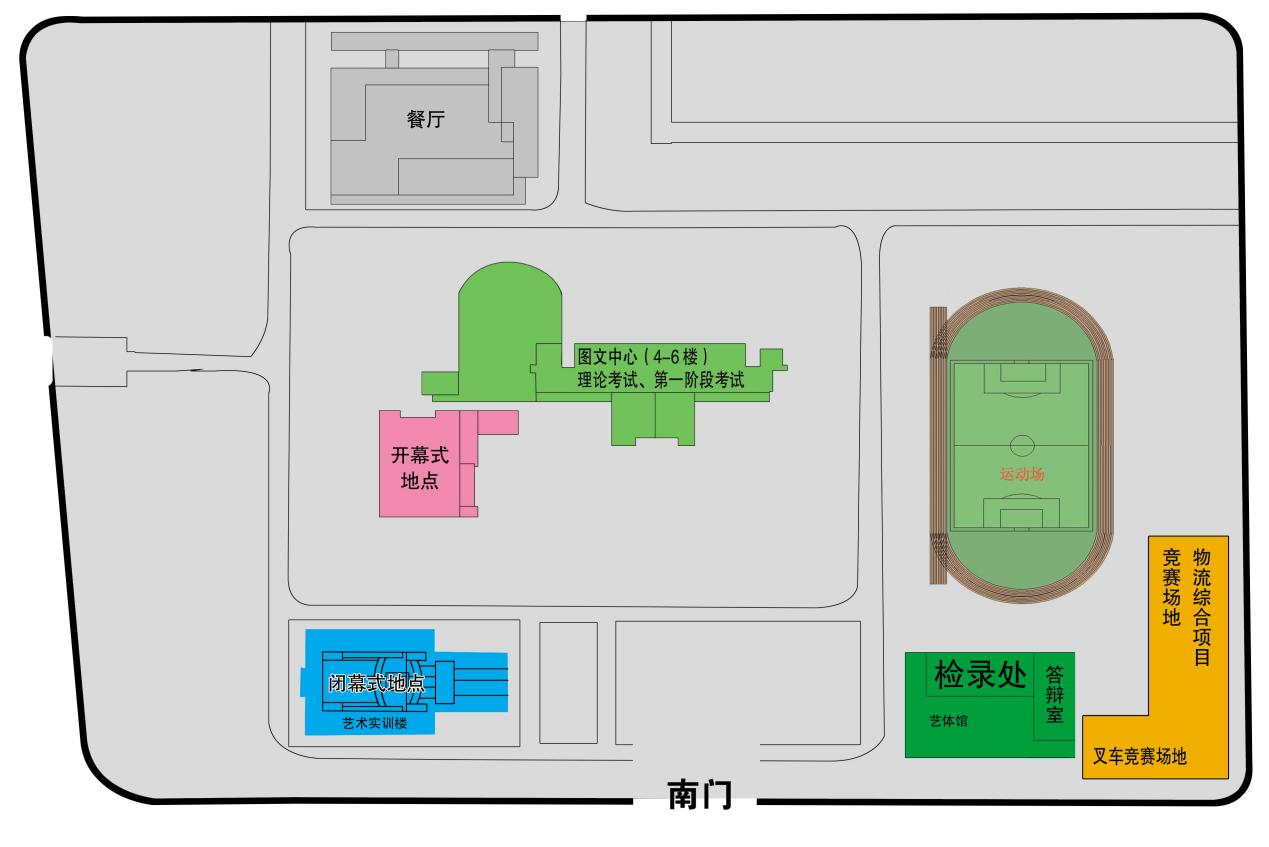 餐厅
图文中心（4-6楼）
理论考试、第一阶段考试
开幕式
地点
运动场
物流综合项目
竞赛场地
闭幕式地点
艺术实训楼
检录处
答辩室
艺体馆
叉车竞赛场地
南门